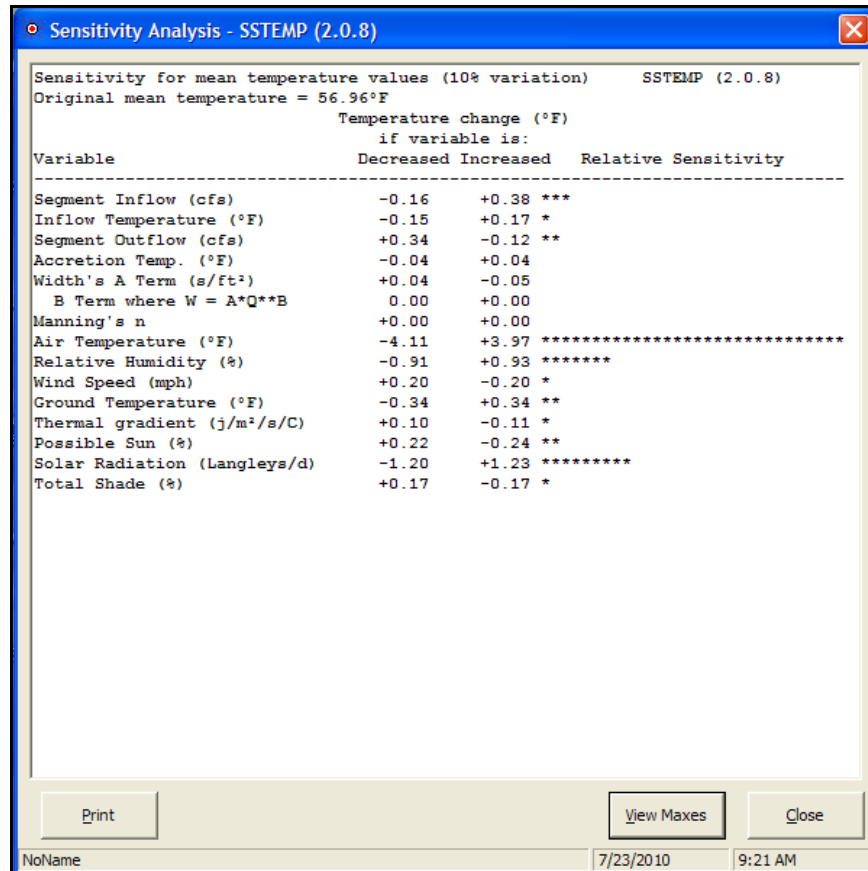 Sensitivity Analysis - SSTEMP (2.0.8)
Sensitivity for mean temperature values (10% variation) SSTEMP (2.0.8)
Original mean temperature = 56.96°F
Temperature change (°F)
if variable is:
Variable Decreased Increased Relative Sensitivity
--------------------------------------------------------------------------------
Segment Inflow (cfs) -0.16 +0.38 ***
Inflow Temperature (°F) -0.15 +0.17 *
Segment Outflow (cfs) +0.34 -0.12 **
Accretion Temp. (°F) -0.04 +0.04
Width's A Term (s/ft²) +0.04 -0.05
B Term where W = A*Q**B 0.00 +0.00
Manning's n +0.00 +0.00
Air Temperature (°F) -4.11 +3.97 ******************************
Relative Humidity (%) -0.91 +0.93 *******
Wind Speed (mph) +0.20 -0.20 *
Ground Temperature (°F) -0.34 +0.34 **
Thermal gradient (j/m²/s/C) +0.10 -0.11 *
Possible Sun (%) +0.22 -0.24 **
Solar Radiation (Langleys/d) -1.20 +1.23 *********
Total Shade (%) +0.17 -0.17 *
Print View Maxes Close
NoName 7/23/2010 9:21 AM